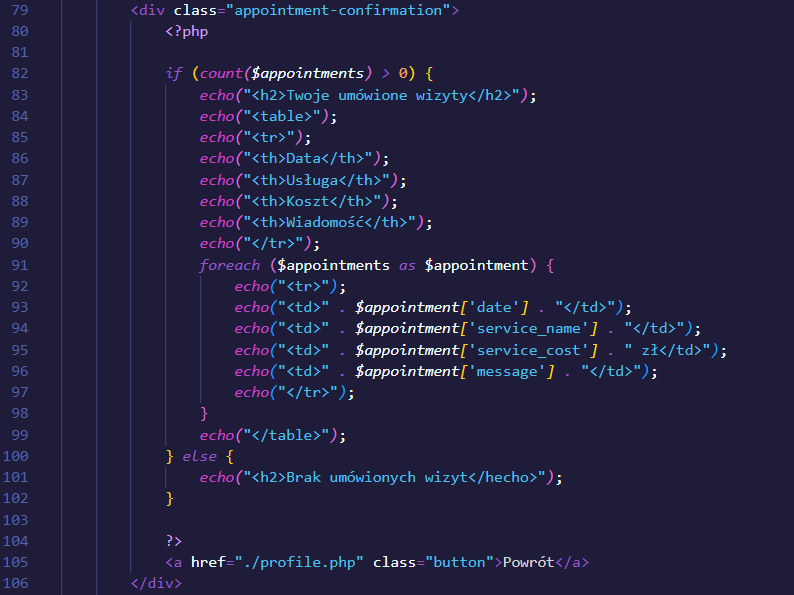 79 <div class="appointment-confirmation">
80 <?php
81
82 if (count($appointments) > 0) {
83 echo("<h2>Twoje umówione wizyty</h2>");
84 echo("<table>");
85 echo("<tr>");
86 echo("<th>Data</th>");
87 echo("<th>Usługa</th>");
88 echo("<th>Koszt</th>");
89 echo("<th>Wiadomość</th>");
90 echo("</tr>");
91 foreach ($appointments as $appointment) {
92 echo("<tr>");
93 echo("<td>" . $appointment['date'] . "</td>");
94 echo("<td>" . $appointment['service_name'] . "</td>");
95 echo("<td>" . $appointment['service_cost'] . " zł</td>");
96 echo("<td>" . $appointment['message'] . "</td>");
97 echo("</tr>");
98 }
99 echo("</table>");
100 } else {
101 echo("<h2>Brak umówionych wizyt</hecho>");
102 }
103
104 ?>
105 <a href="./profile.php" class="button">Powrót</a>
106 </div>